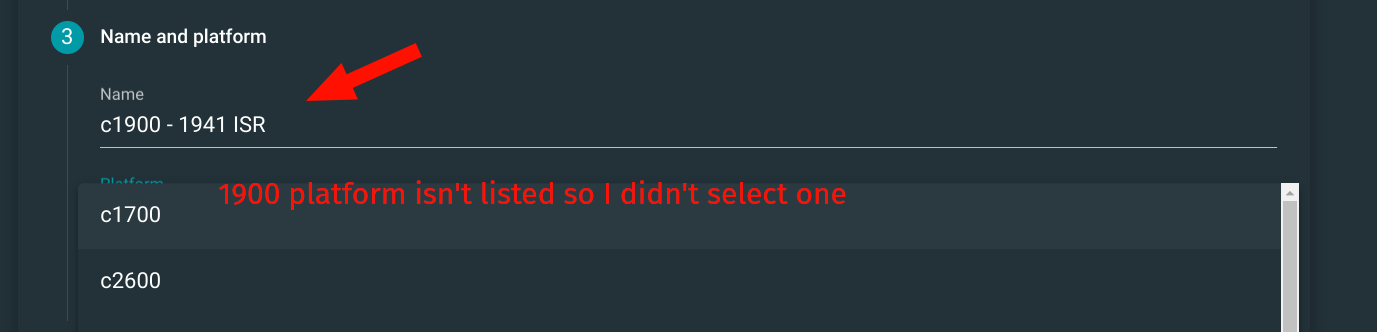 3 Name and platform
Name
c1900 - 1941 ISR
Platform
1900 platform isn't listed so I didn't select one
c1700
c2600